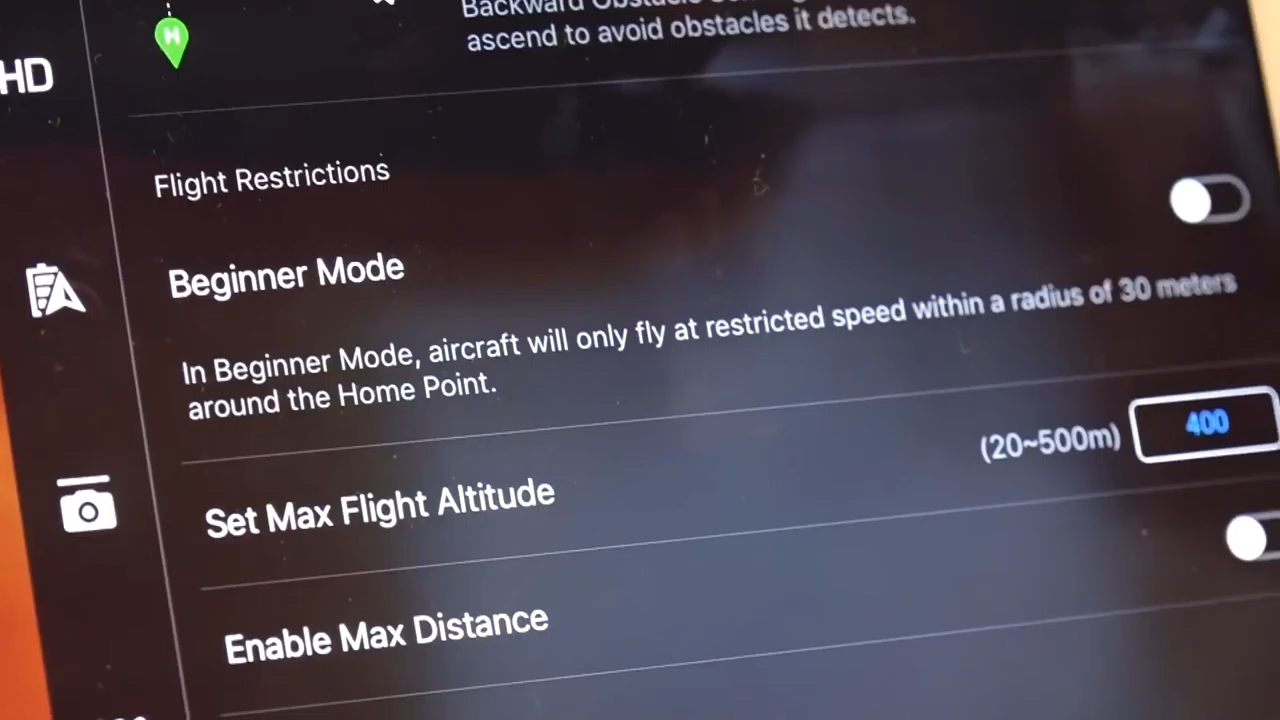 Backward Obstacle
ascend to avoid obstacles it detects.
H
HD
Flight Restrictions
Beginner Mode
In Beginner Mode, aircraft will only fly at restricted speed within a radius of 30 meters
around the Home Point.
Set Max Flight Altitude
(20~500m)
400
Enable Max Distance